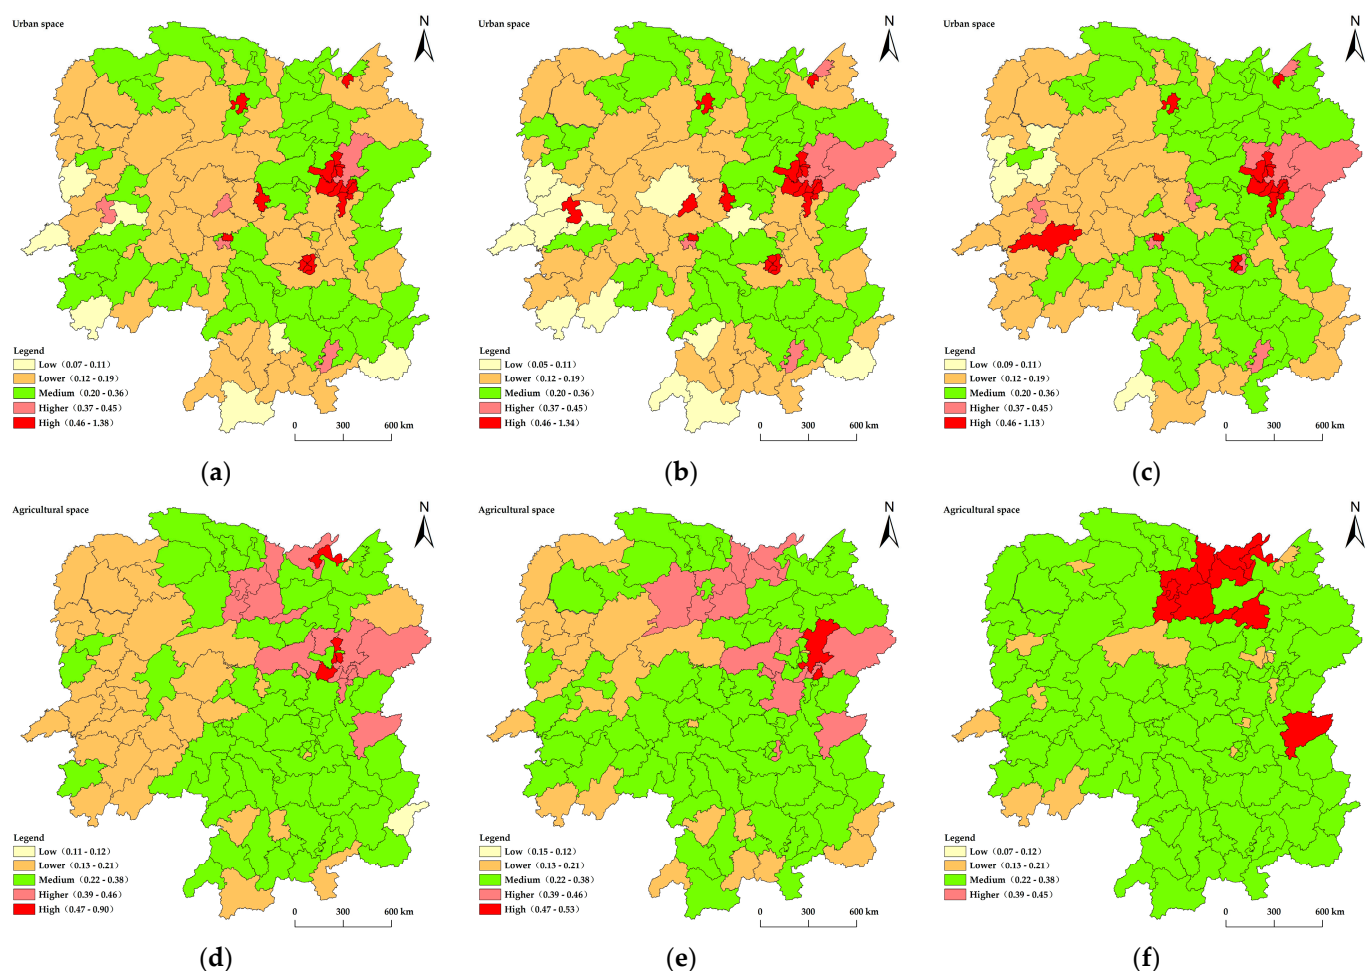 Urban space
N
Legend
Low（0.07 - 0.11）
Lower（0.12 - 0.19）
Medium（0.20 - 0.36）
Higher（0.37 - 0.45）
High（0.46 - 1.38）
0 300 600 km
(a)
Urban space
N
Legend
Low（0.05 - 0.11）
Lower（0.12 - 0.19）
Medium（0.20 - 0.36）
Higher（0.37 - 0.45）
High（0.46 - 1.34）
0 300 600 km
(b)
Urban space
N
Legend
Low（0.09 - 0.11）
Lower（0.12 - 0.19）
Medium（0.20 - 0.36）
Higher（0.37 - 0.45）
High（0.46 - 1.13）
0 300 600 km
(c)
Agricultural space
N
Legend
Low（0.11 - 0.12）
Lower（0.13 - 0.21）
Medium（0.22 - 0.38）
Higher（0.39 - 0.46）
High（0.47 - 0.90）
0 300 600 km
(d)
Agricultural space
N
Legend
Low（0.15 - 0.12）
Lower（0.13 - 0.21）
Medium（0.22 - 0.38）
Higher（0.39 - 0.46）
High（0.47 - 0.53）
0 300 600 km
(e)
Agricultural space
N
Legend
Low（0.07 - 0.12）
Lower（0.13 - 0.21）
Medium（0.22 - 0.38）
Higher（0.39 - 0.45）
0 300 600 km
(f)